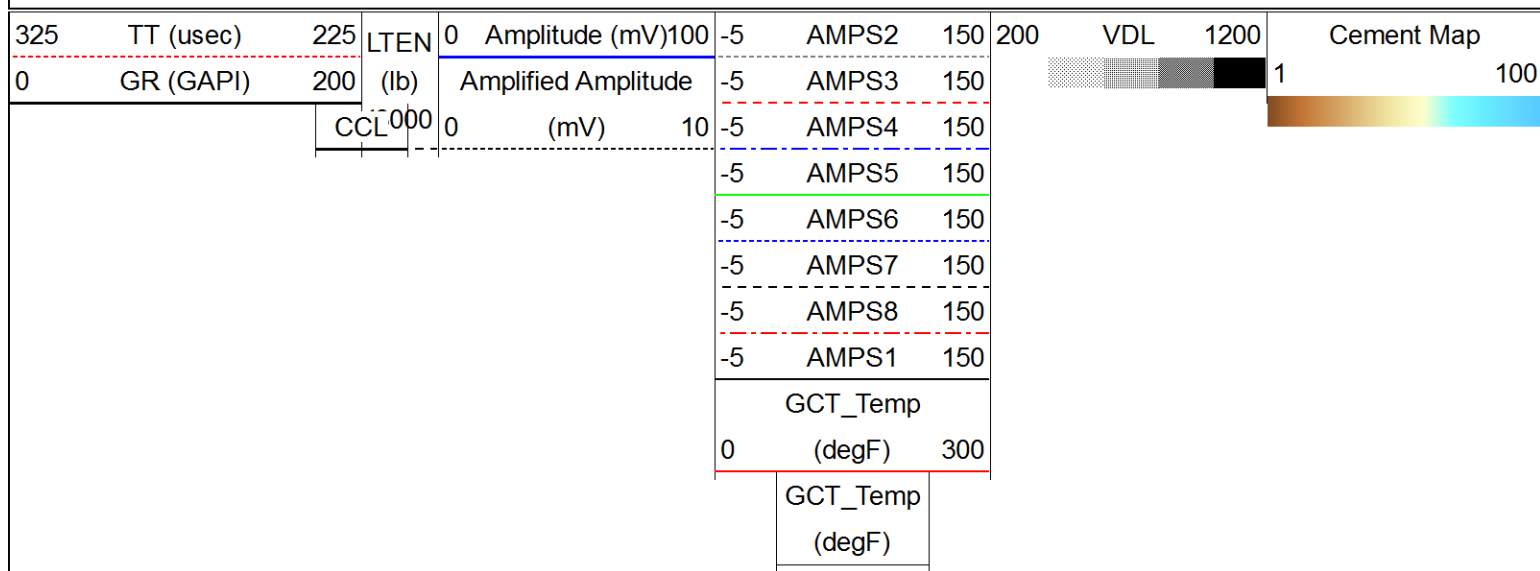 325 TT (usec) 225 LTEN 0 Amplitude (mV)100 -5 AMPS2 150 200 VDL 1200 Cement Map
0 GR (GAPI) 200 (lb) Amplified Amplitude -5 AMPS3 150 1 100
CCL 000 0 (mV) 10 -5 AMPS4 150
-5 AMPS5 150
-5 AMPS6 150
-5 AMPS7 150
-5 AMPS8 150
-5 AMPS1 150
GCT_Temp
0 (degF) 300
GCT_Temp
(degF)